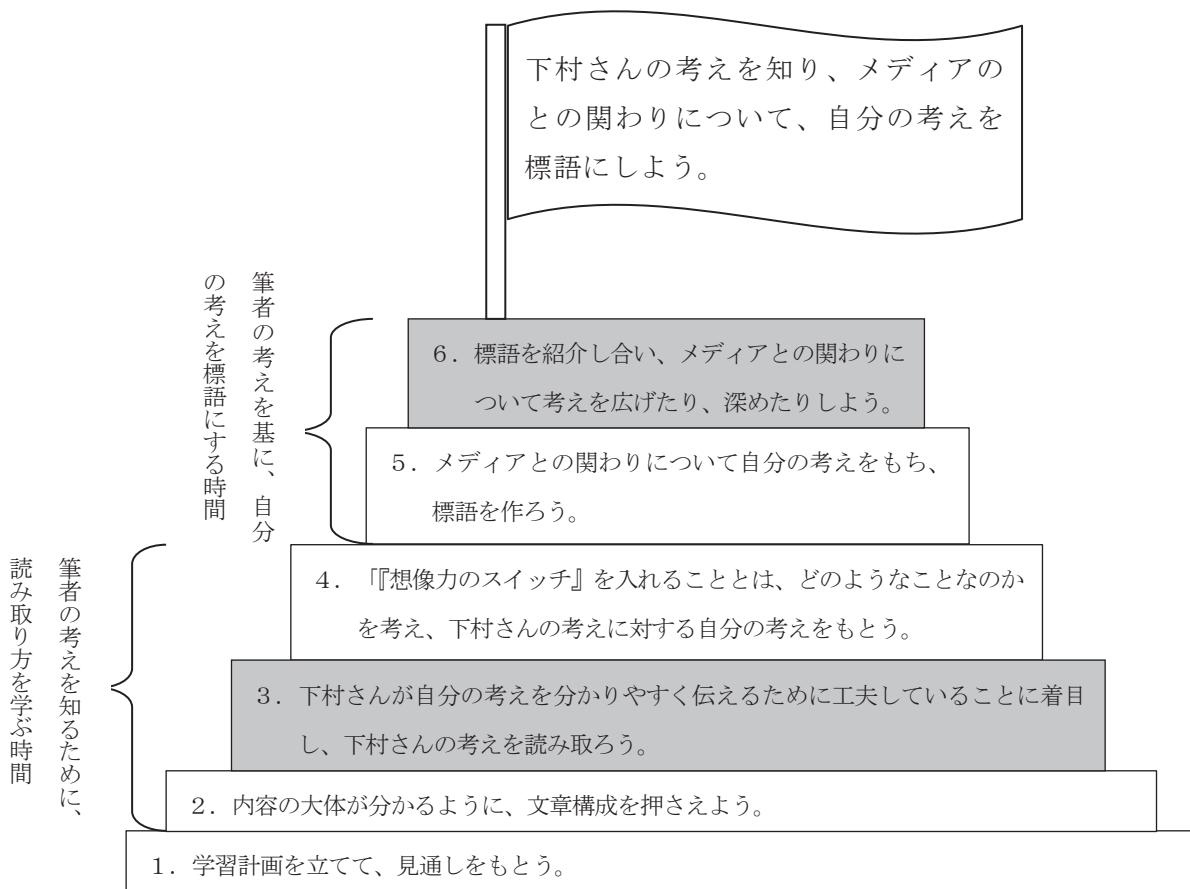 下村さんの考えを知り、メディアの
との関わりについて、自分の考えを
標語にしよう。
筆者の考えを基に、自分
の考えを標語にする時間
6．標語を紹介し合い、メディアとの関わりに
ついて考えを広げたり、深めたりしよう。
5．メディアとの関わりについて自分の考えをもち、
標語を作ろう。
筆者の考えを知るために、
読み取り方を学ぶ時間
4．「『想像力のスイッチ』を入れることとは、どのようなことなのか
を考え、下村さんの考えに対する自分の考えをもとう。
3．下村さんが自分の考えを分かりやすく伝えるために工夫していることに着目
し、下村さんの考えを読み取ろう。
2．内容の大体が分かるように、文章構成を押さえよう。
1．学習計画を立てて、見通しをもとう。